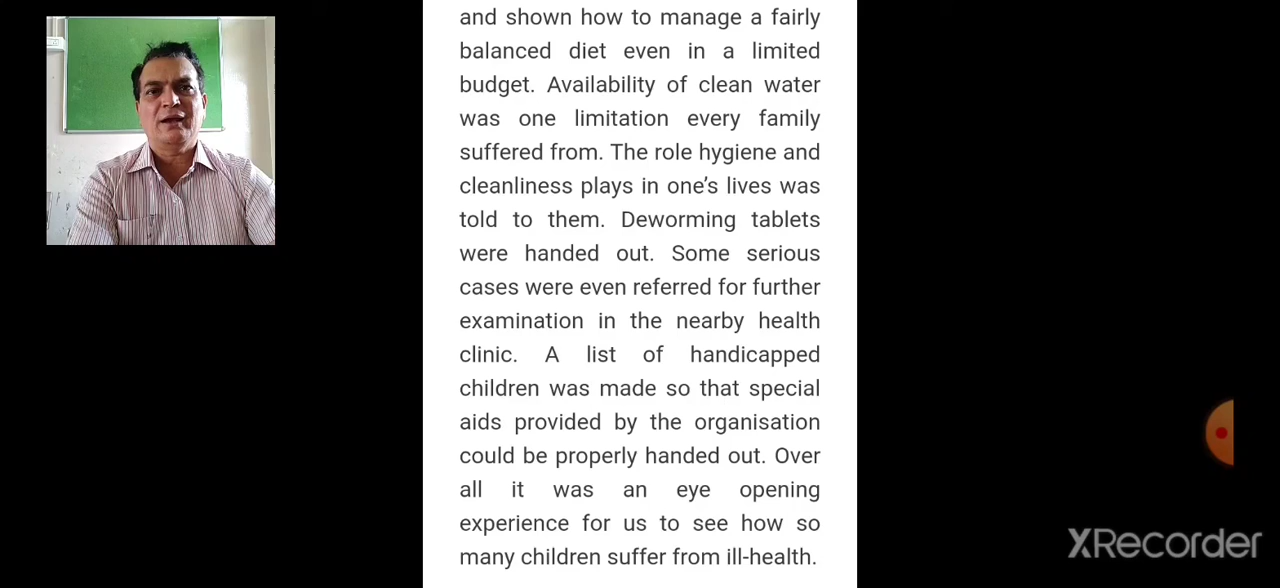 and shown how to manage a fairly
balanced diet even in a limited
budget. Availability of clean water
was one limitation every family
suffered from. The role hygiene and
cleanliness plays in one’s lives was
told to them. Deworming tablets
were handed out. Some serious
cases were even referred for further
examination in the nearby health
clinic. A list of handicapped
children was made so that special
aids provided by the organisation
could be properly handed out. Over
all it was an eye opening
experience for us to see how so
many children suffer from ill-health.
XRecorder